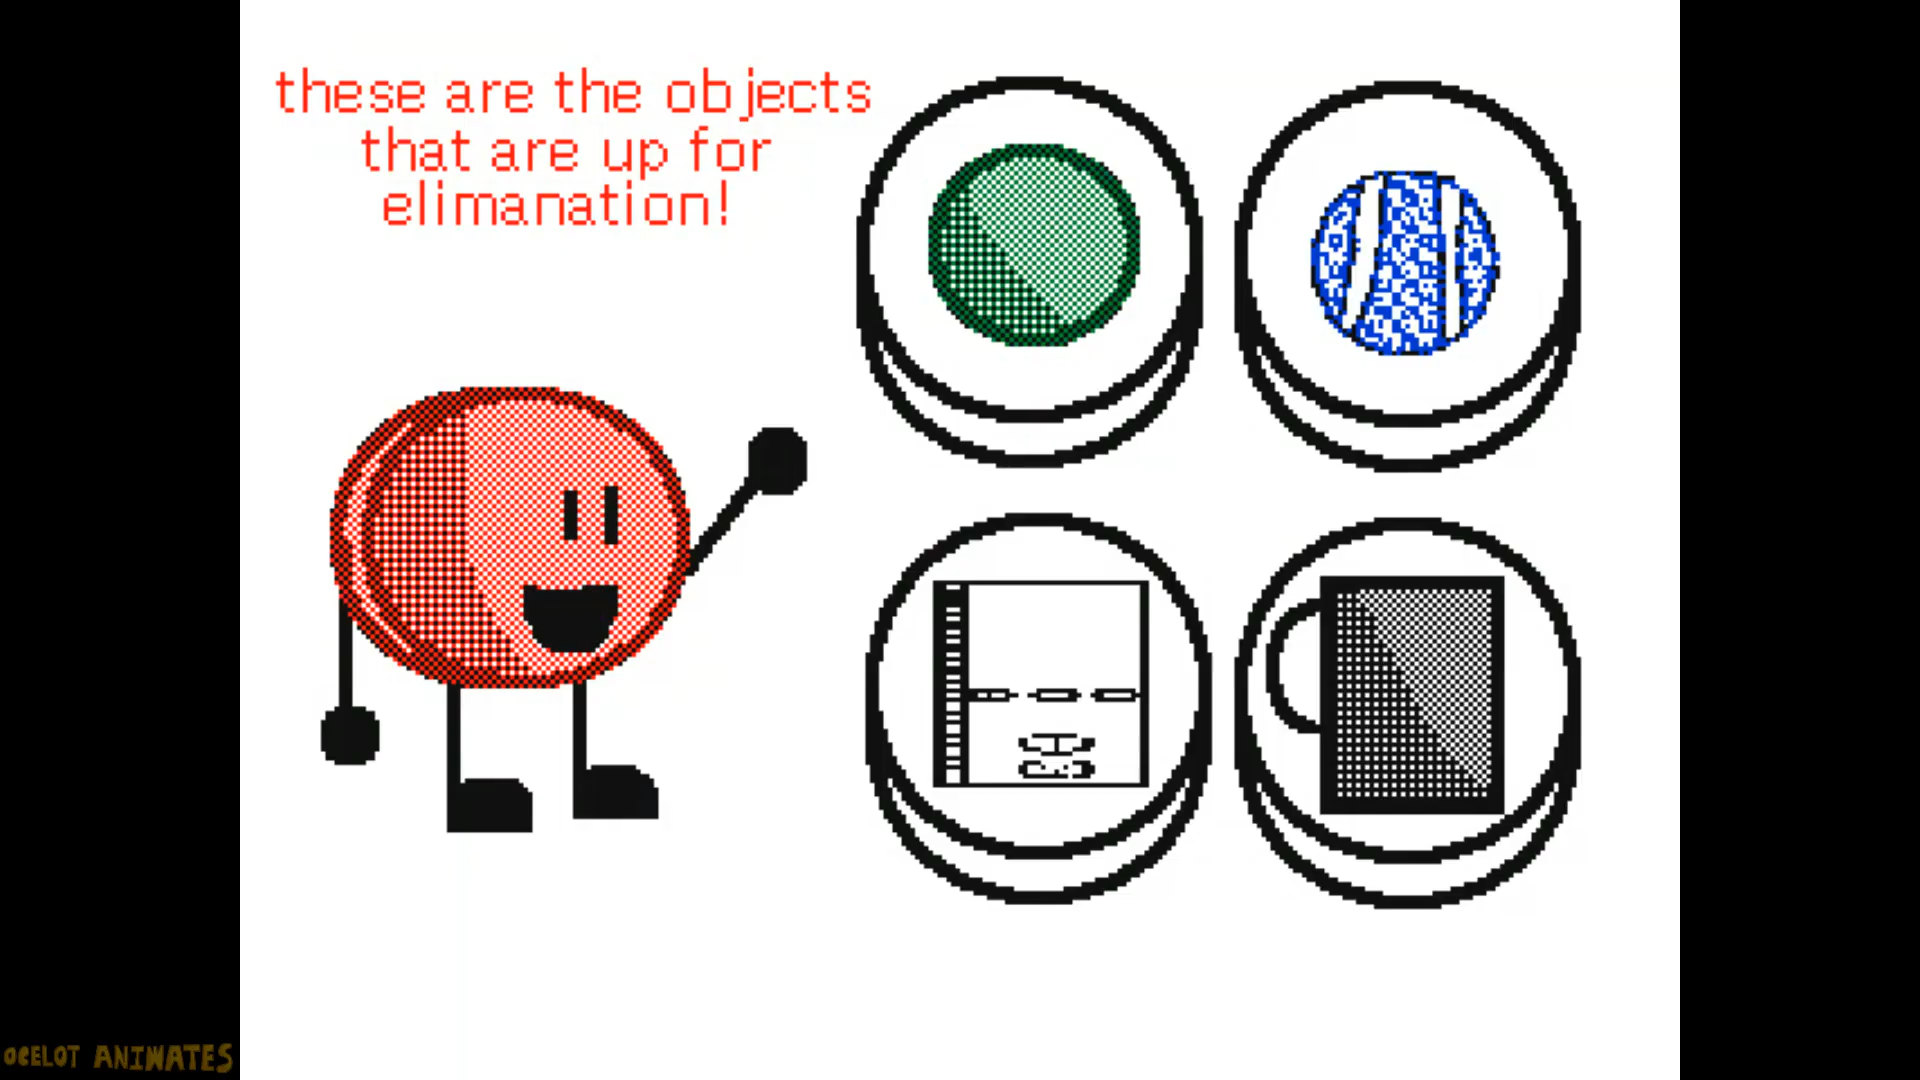 these are the objects
that are up for
elimanation!
OCELOT ANIMATES